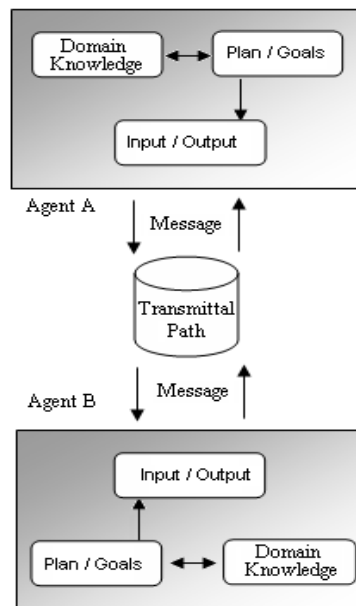 Domain
Knowledge
Plan / Goals
Input / Output
Agent A
Message
Transmittal
Path
Message
Agent B
Input / Output
Plan / Goals
Domain
Knowledge